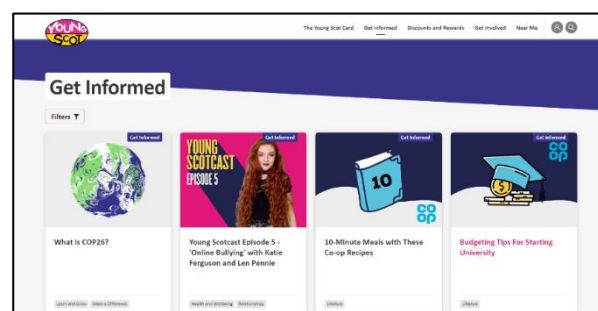 YOUNG
SCOT
The Young Scot Card Get Informed Discounts and Rewards Get Involved Near Me
Get Informed
Filters
Get Informed
What is COP26?
Learn and Grow Make a Difference
Get Informed
YOUNG
SCOTCAST
EPISODE 5
Young Scotcast Episode 5 -
'Online Bullying' with Katie
Ferguson and Len Pennie
Health and Wellbeing Relationships
Get Informed
10
CO
OP
10-Minute Meals with These
Co-op Recipes
Lifestyle
Get Informed
CO
OP
$
Budgeting Tips For Starting
University
Lifestyle